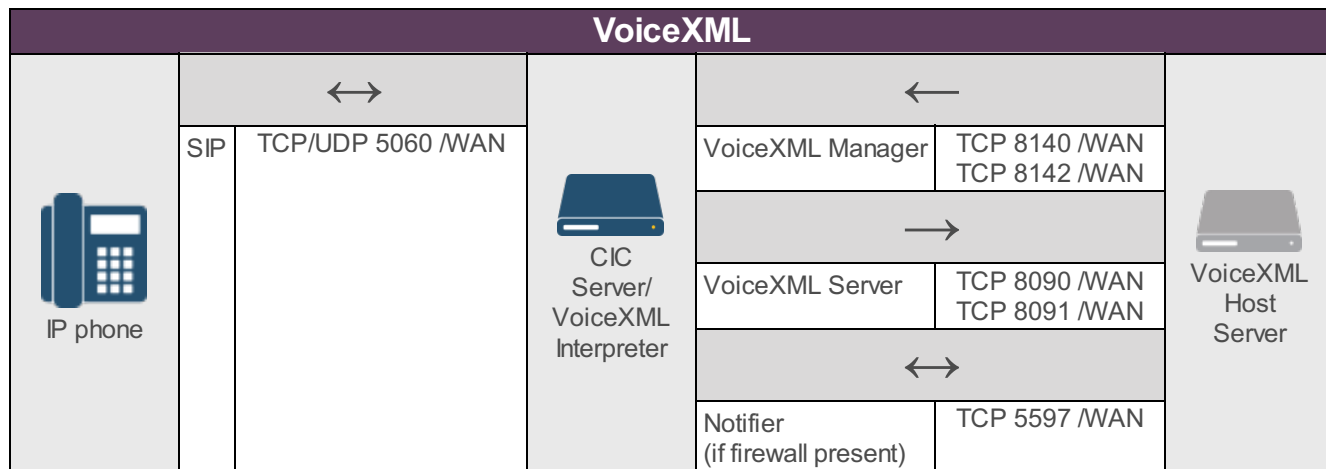 VoiceXML
IP phone
SIP
TCP/UDP 5060 /WAN
CIC
Server/
VoiceXML
Interpreter
VoiceXML Manager
TCP 8140 /WAN
TCP 8142 /WAN
VoiceXML Server
TCP 8090 /WAN
TCP 8091 /WAN
Notifier
(if firewall present)
TCP 5597 /WAN
VoiceXML
Host
Server